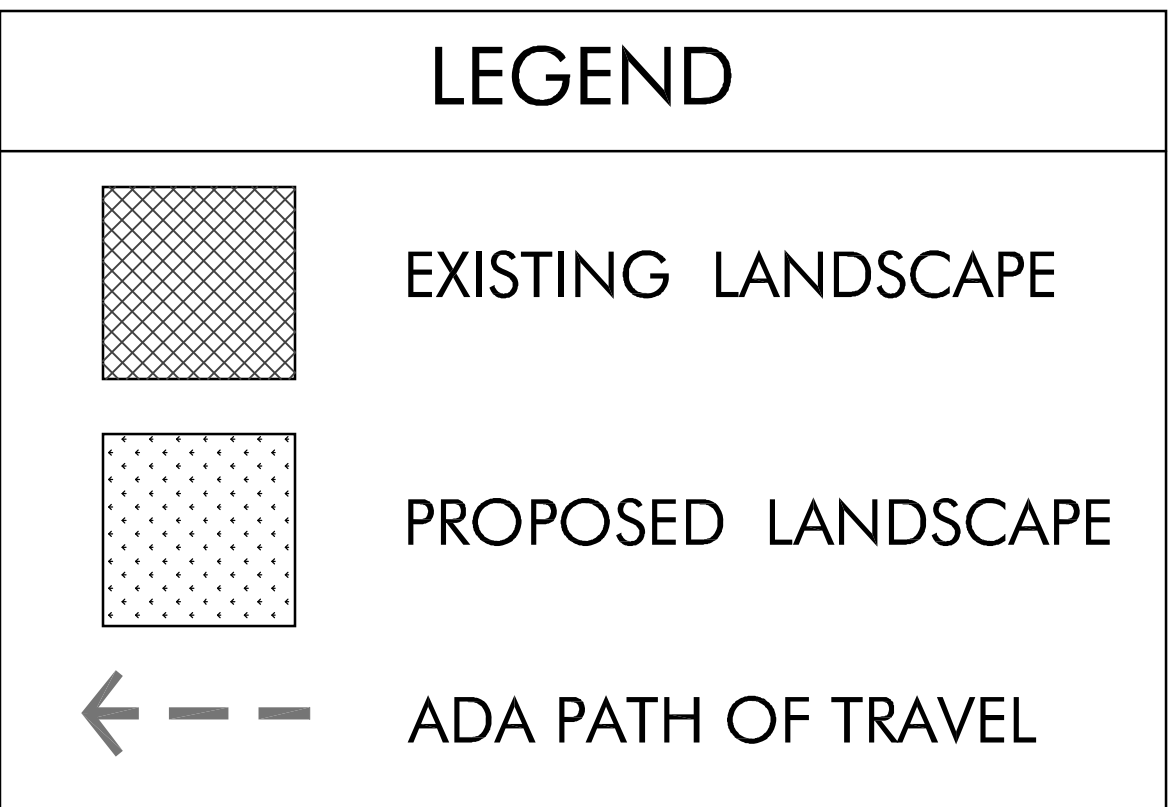 LEGEND
EXISTING LANDSCAPE
PROPOSED LANDSCAPE
ADA PATH OF TRAVEL